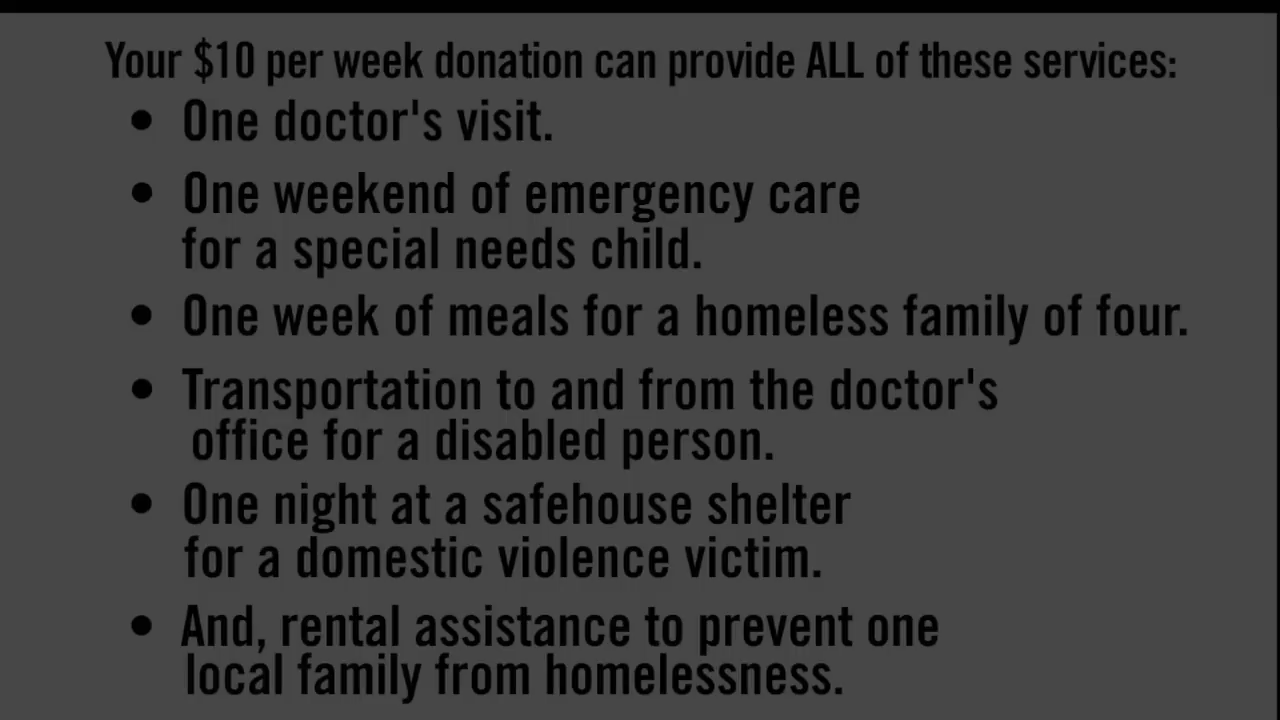 Your $10 per week donation can provide ALL of these services:
• One doctor's visit.
• One weekend of emergency care
for a special needs child.
• One week of meals for a homeless family of four.
• Transportation to and from the doctor's
office for a disabled person.
• One night at a safehouse shelter
for a domestic violence victim.
• And, rental assistance to prevent one
local family from homelessness.